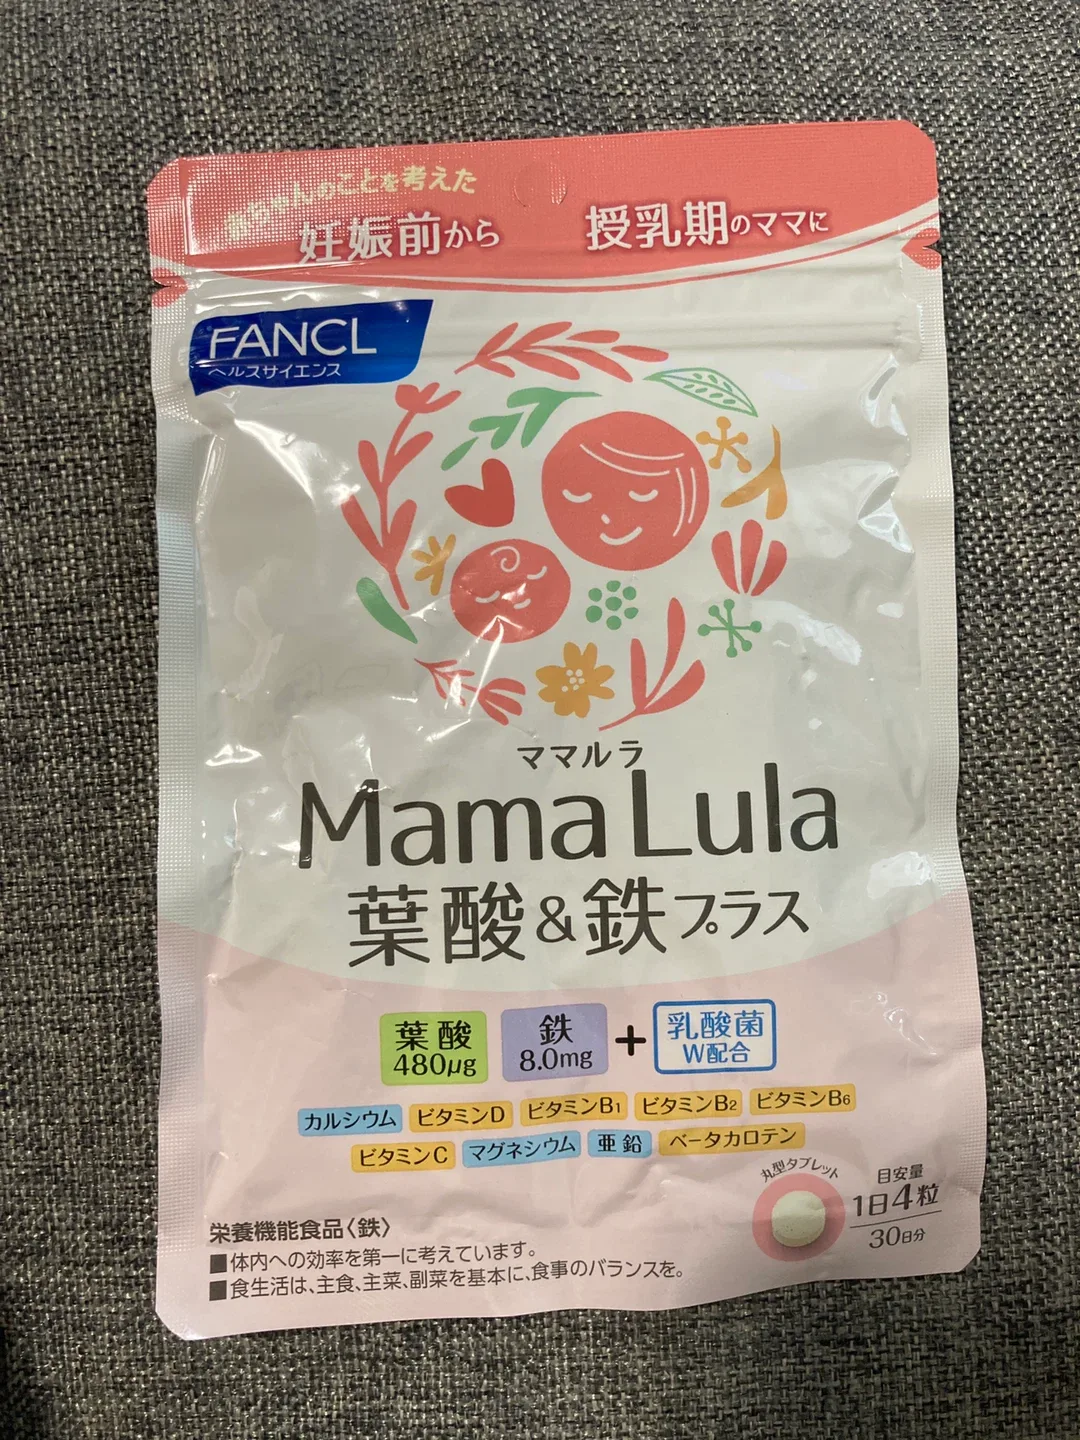 赤ちゃんのことを考えた
妊娠前から 授乳期のママに
FANCL
ヘルスサイエンス
ママルラ
Mama Lula
葉酸&鉄プラス
葉酸 480μg 鉄 8.0mg + 乳酸菌 W配合
カルシウム ビタミンD ビタミンB1 ビタミンB2 ビタミンB6
ビタミンC マグネシウム 亜鉛 ベータカロテン
丸型タブレット
目安量
1日4粒
30日分
栄養機能食品〈鉄〉
■体内への効率を第一に考えています。
■食生活は、主食、主菜、副菜を基本に、食事のバランスを。